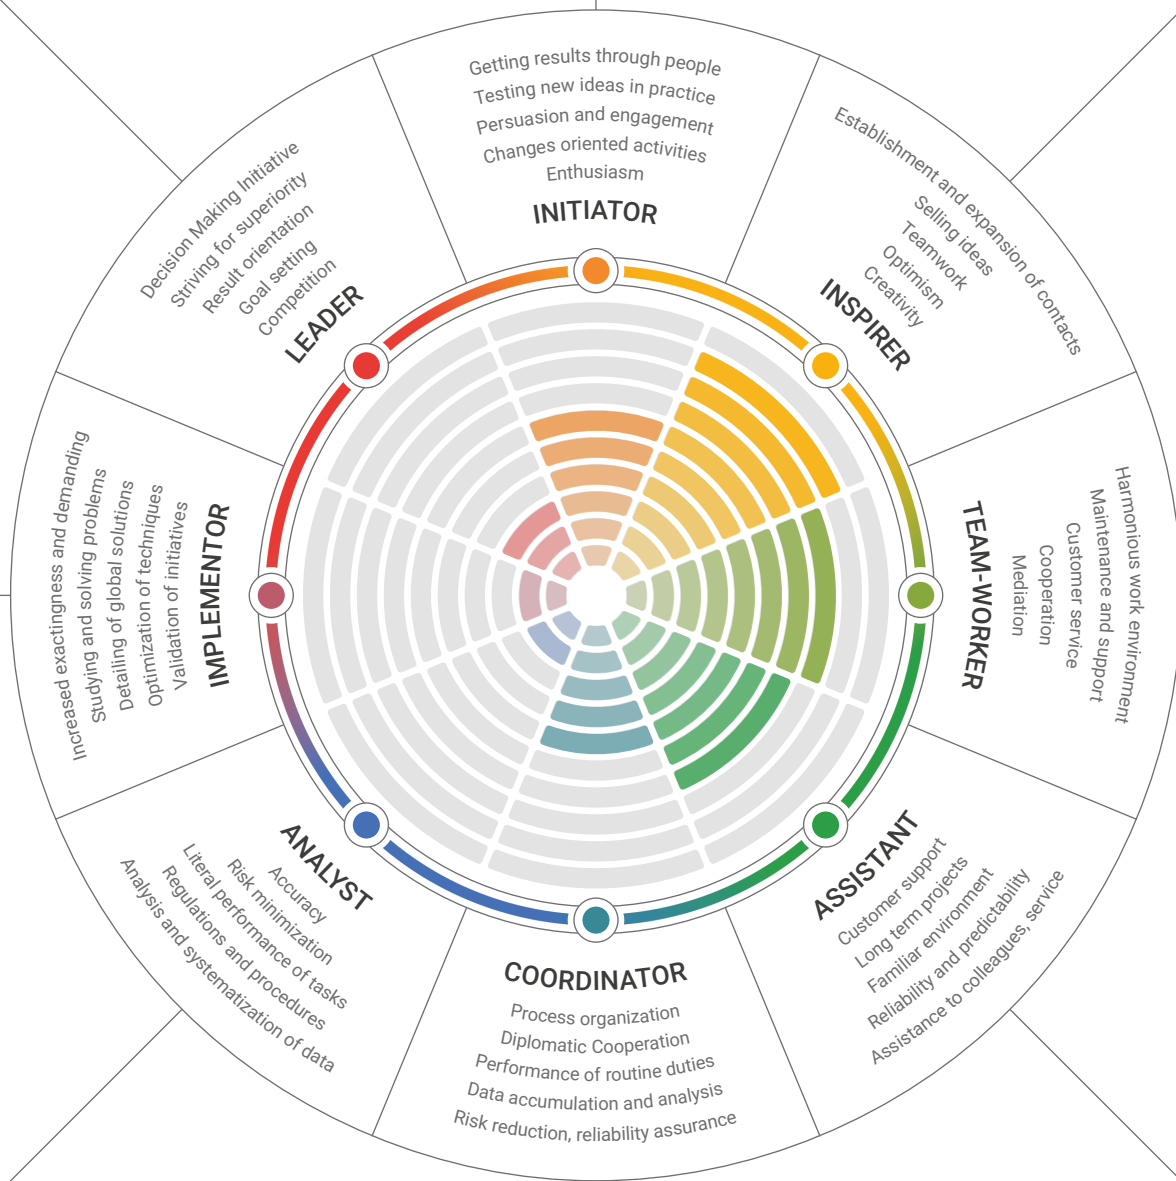 Getting results through people
Testing new ideas in practice
Persuasion and engagement
Changes oriented activities
Enthusiasm
INITIATOR
Establishment and expansion of contacts
Selling ideas
Teamwork
Optimism
Creativity
INSPIRER
Harmonious work environment
Maintenance and support
Customer service
Cooperation
Mediation
TEAM-WORKER
ASSISTANT
Customer support
Long term projects
Familiar environment
Reliability and predictability
Assistance to colleagues, service
COORDINATOR
Process organization
Diplomatic Cooperation
Performance of routine duties
Data accumulation and analysis
Risk reduction, reliability assurance
ANALYST
Accuracy
Risk minimization
Literal performance of tasks
Regulations and procedures
Analysis and systematization of data
Increased exactingness and demanding
Studying and solving problems
Detailing of global solutions
Optimization of techniques
Validation of initiatives
IMPLEMENTOR
Decision Making Initiative
Striving for superiority
Result orientation
Goal setting
Competition
LEADER